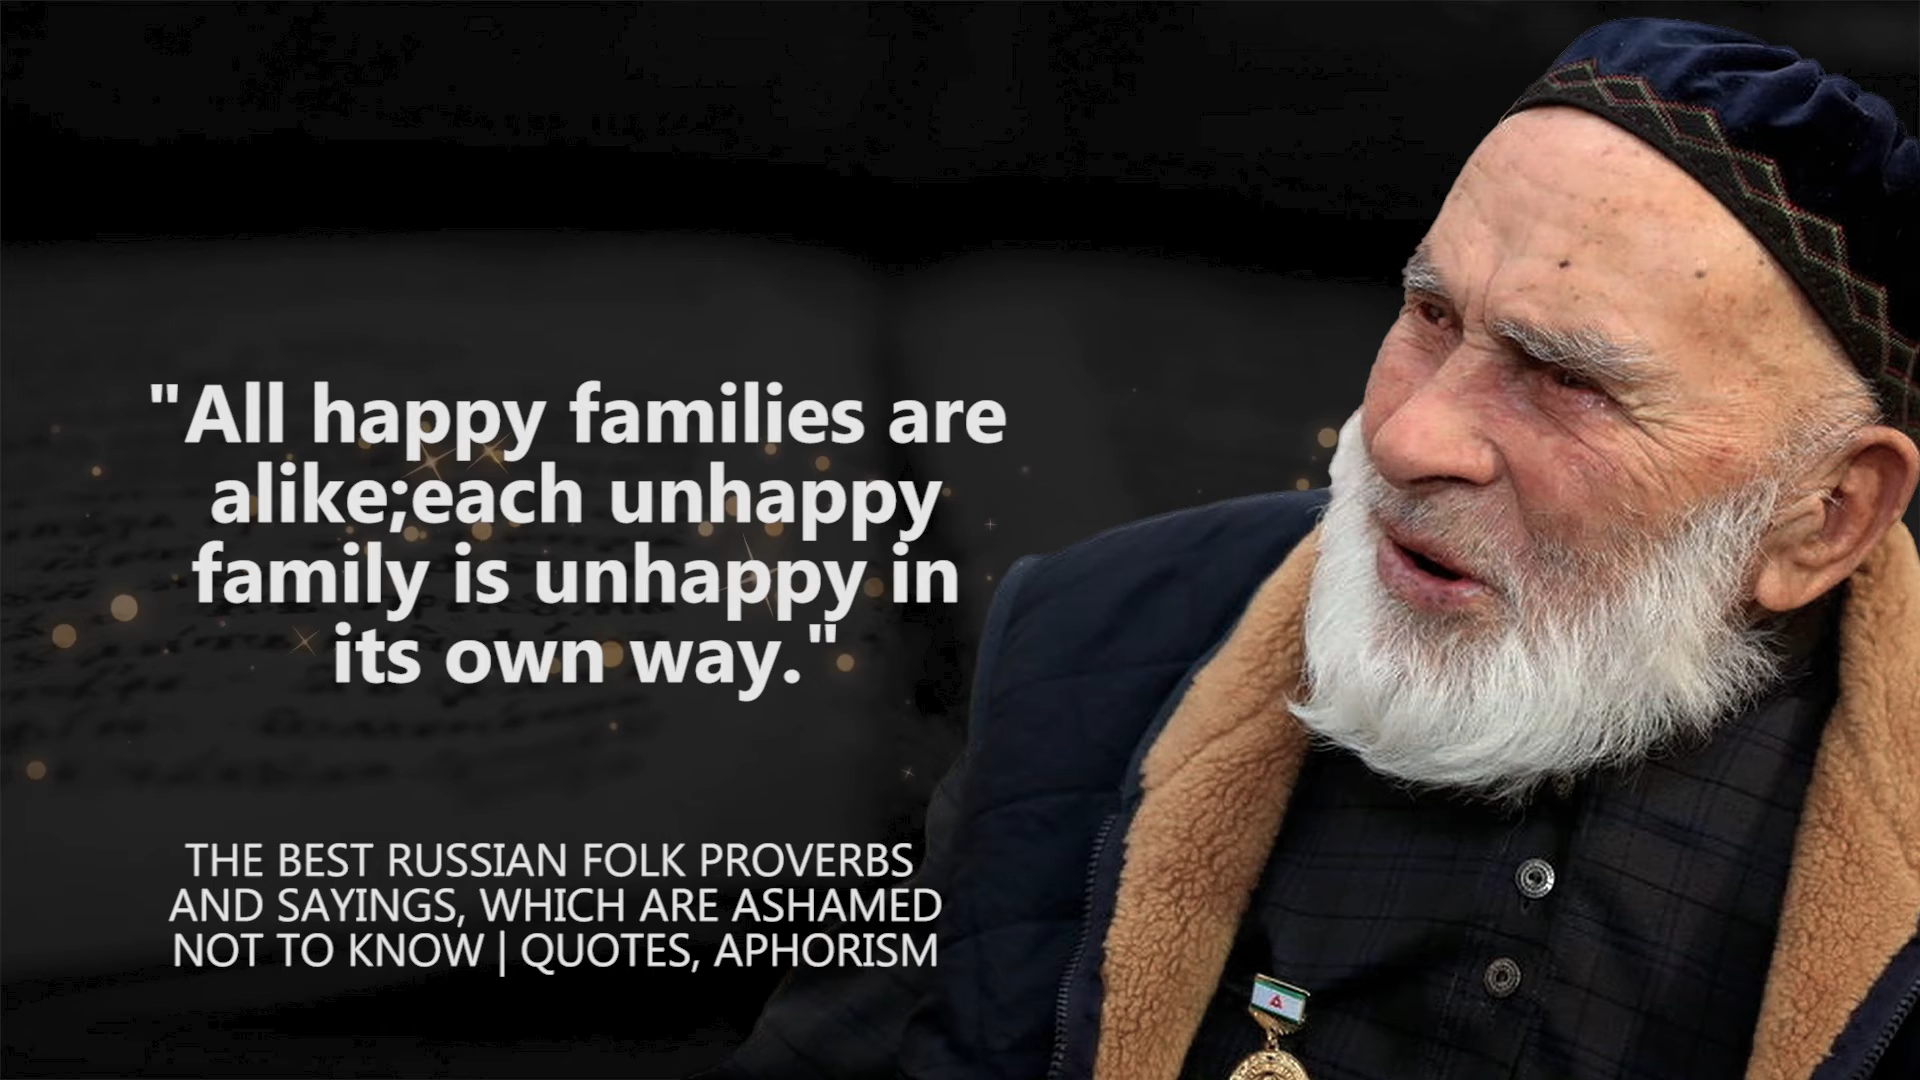 "All happy families are
alike;each unhappy
family is unhappy in
its own way."
THE BEST RUSSIAN FOLK PROVERBS
AND SAYINGS, WHICH ARE ASHAMED
NOT TO KNOW | QUOTES, APHORISM